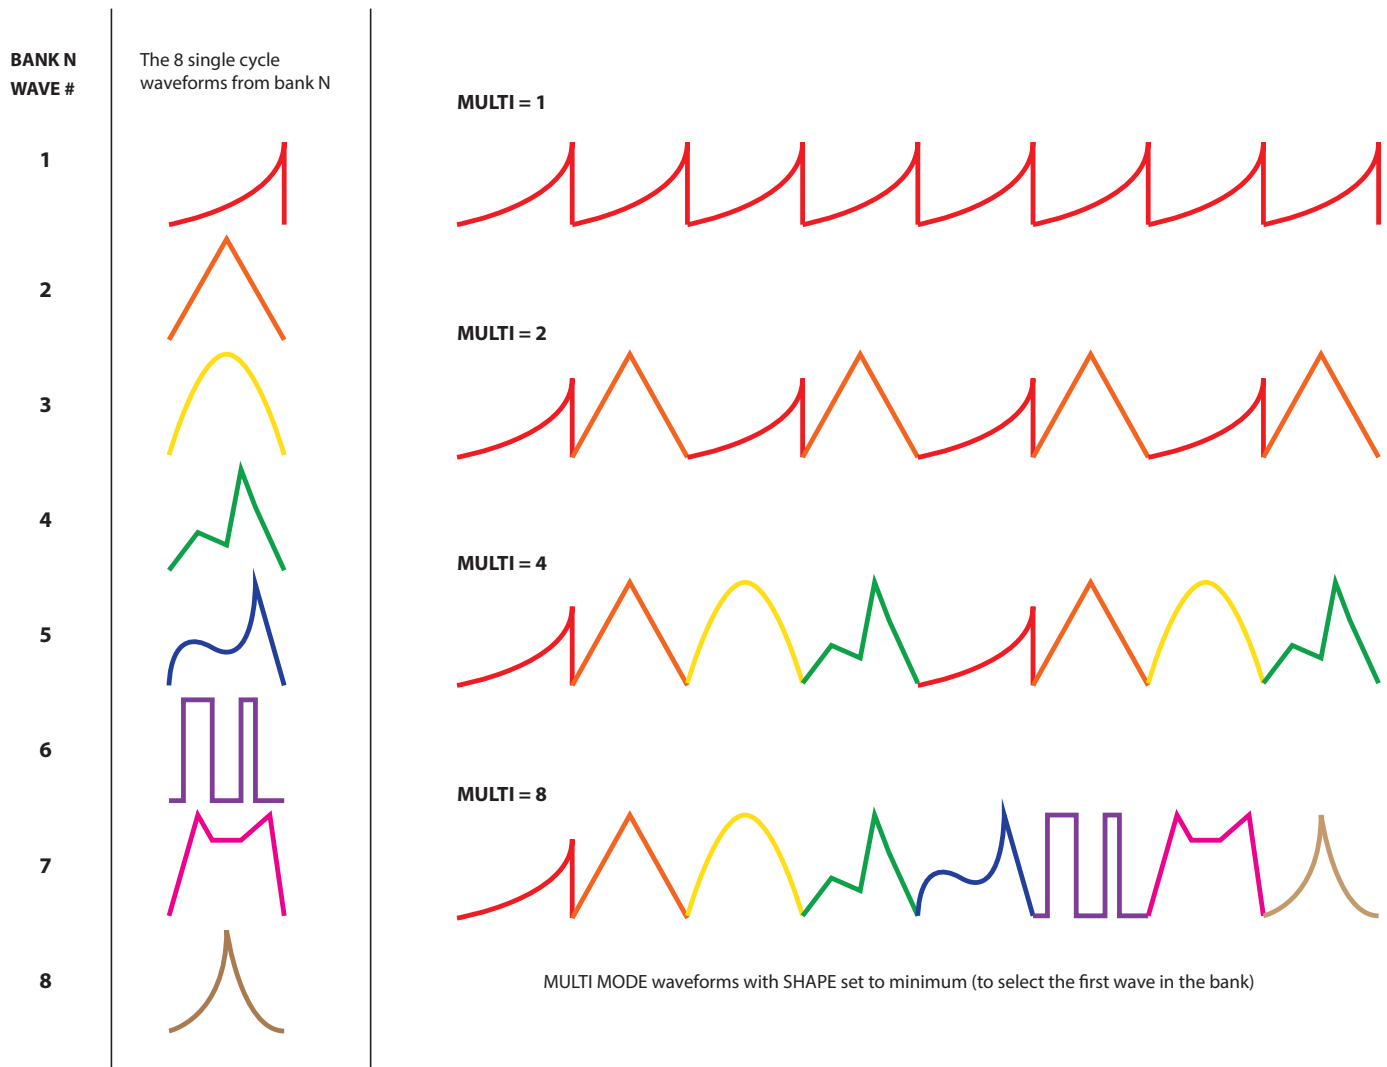 BANK N
WAVE #
The 8 single cycle
waveforms from bank N
1
2
3
4
5
6
7
8
MULTI = 1
MULTI = 2
MULTI = 4
MULTI = 8
MULTI MODE waveforms with SHAPE set to minimum (to select the first wave in the bank)